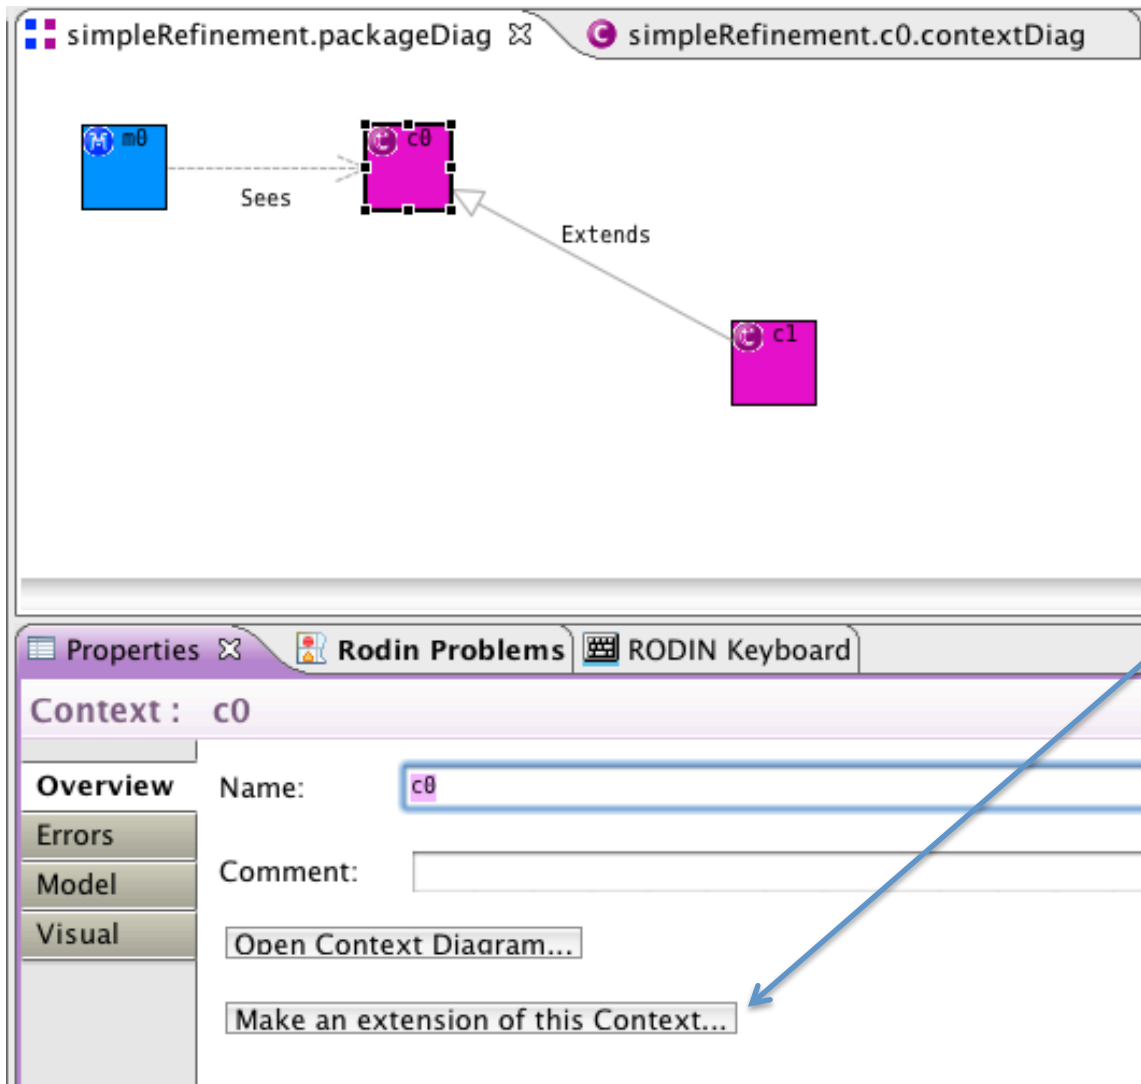 simpleRefinement.packageDiag
simpleRefinement.c0.contextDiag
M m0
C c0
Sees
Extends
C c1
Properties
Rodin Problems
RODIN Keyboard
Context : c0
Overview
Name: c0
Errors
Comment:
Model
Visual
Open Context Diagram...
Make an extension of this Context...